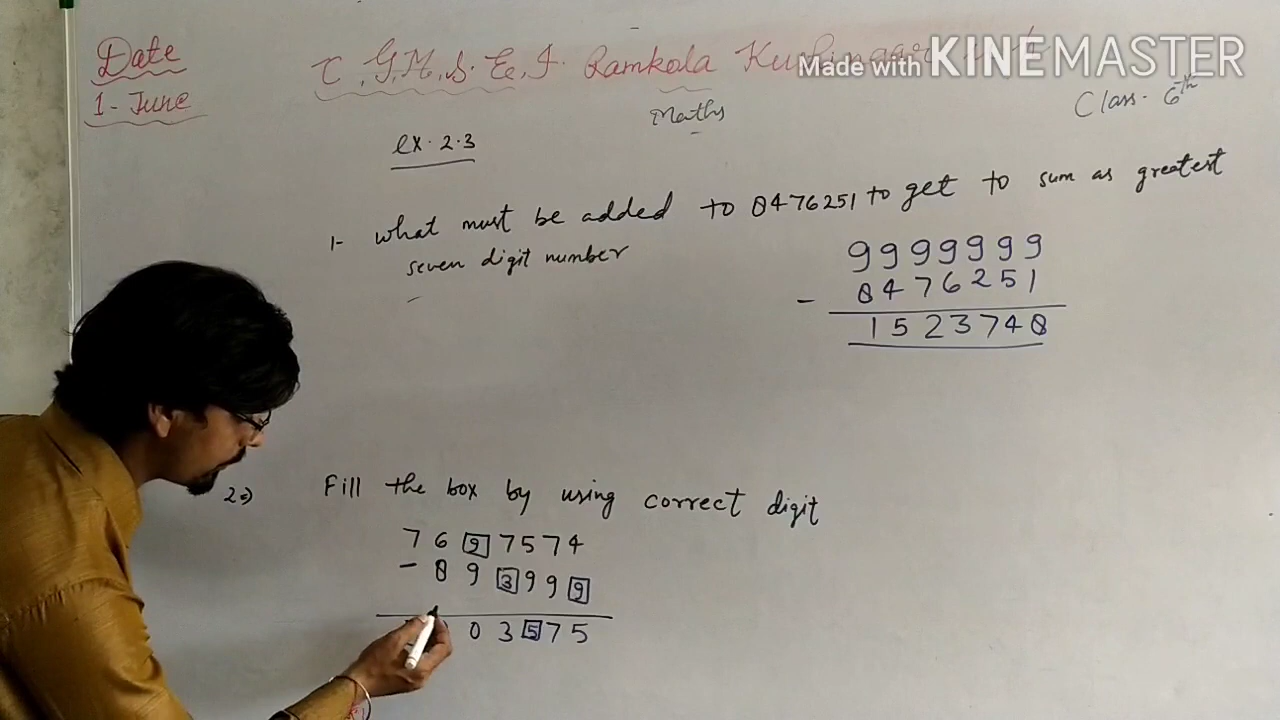 Date
1- June
T.G.M.S. E. I. Ramkola Kushinagar
Made with KINEMASTER
Maths
Class- 6th
ex. 2.3
1- what must be added to 8476251 to get to sum as greatest
seven digit number
9999999
- 8476251
1523748
2=) Fill the box by using correct digit
7 6 9 7 5 7 4
- 8 9 3 9 9 9
0 3 5 7 5